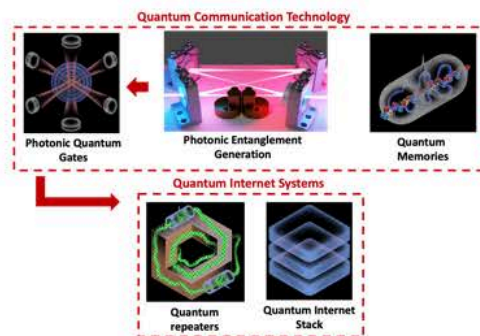 Quantum Communication Technology
Photonic Quantum
Gates
Photonic Entanglement
Generation
Quantum
Memories
Quantum Internet Systems
Quantum
repeaters
Quantum Internet
Stack